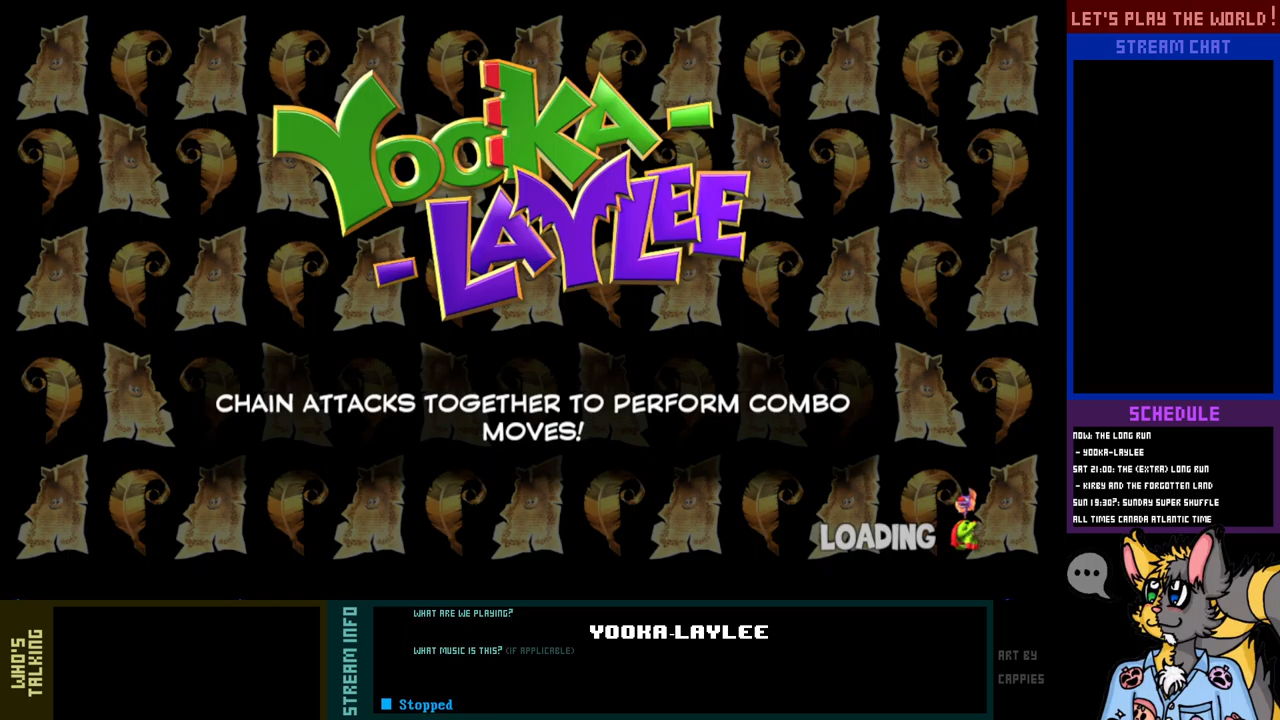 YOOKA-
-LAYLEE
CHAIN ATTACKS TOGETHER TO PERFORM COMBO
MOVES!
LOADING
LET'S PLAY THE WORLD!
STREAM CHAT
SCHEDULE
NOW: THE LONG RUN
- YOOKA-LAYLEE
SAT 21:00: THE (EXTRA) LONG RUN
- KIRBY AND THE FORGOTTEN LAND
SUN 19:30?: SUNDAY SUPER SHUFFLE
ALL TIMES CANADA ATLANTIC TIME
WHO'S
TALKING
STREAM INFO
WHAT ARE WE PLAYING?
YOOKA-LAYLEE
WHAT MUSIC IS THIS? (IF APPLICABLE)
Stopped
ART BY
CAPPIES